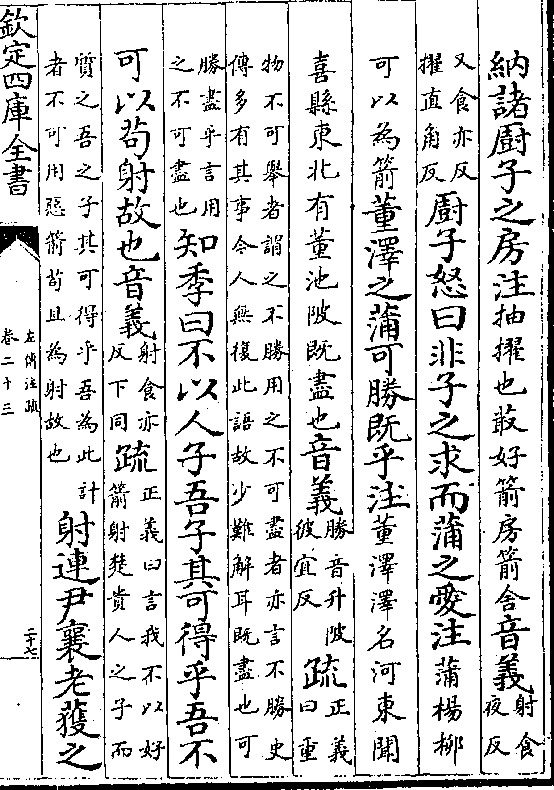 納諸厨子之房注抽擢也菆好箭房箭舍音義射食夜反
又食亦反擢直角反厨子怒曰非子之求而蒲之愛注蒲楊柳
可以為箭董澤之蒲可勝既乎注董澤澤名河東聞
喜縣東北有董池陂既盡也音義勝音升陂彼宜反疏正義曰重
物不可舉者謂之不勝用之不可盡者亦言不勝史傳多有其事今人無復此語故少難解耳既盡也可
勝盡乎言用之不可盡也知季曰不以人子吾子其可得乎吾不
可以苟射故也音義射食亦反下同疏正義曰言我不以好箭射楚貴人之子而
質之吾之子其可得乎吾為此計者不可用惡箭苟且為射故也射連尹襄老獲之
欽定四庫全書
左傳注疏
卷二十三
二十七